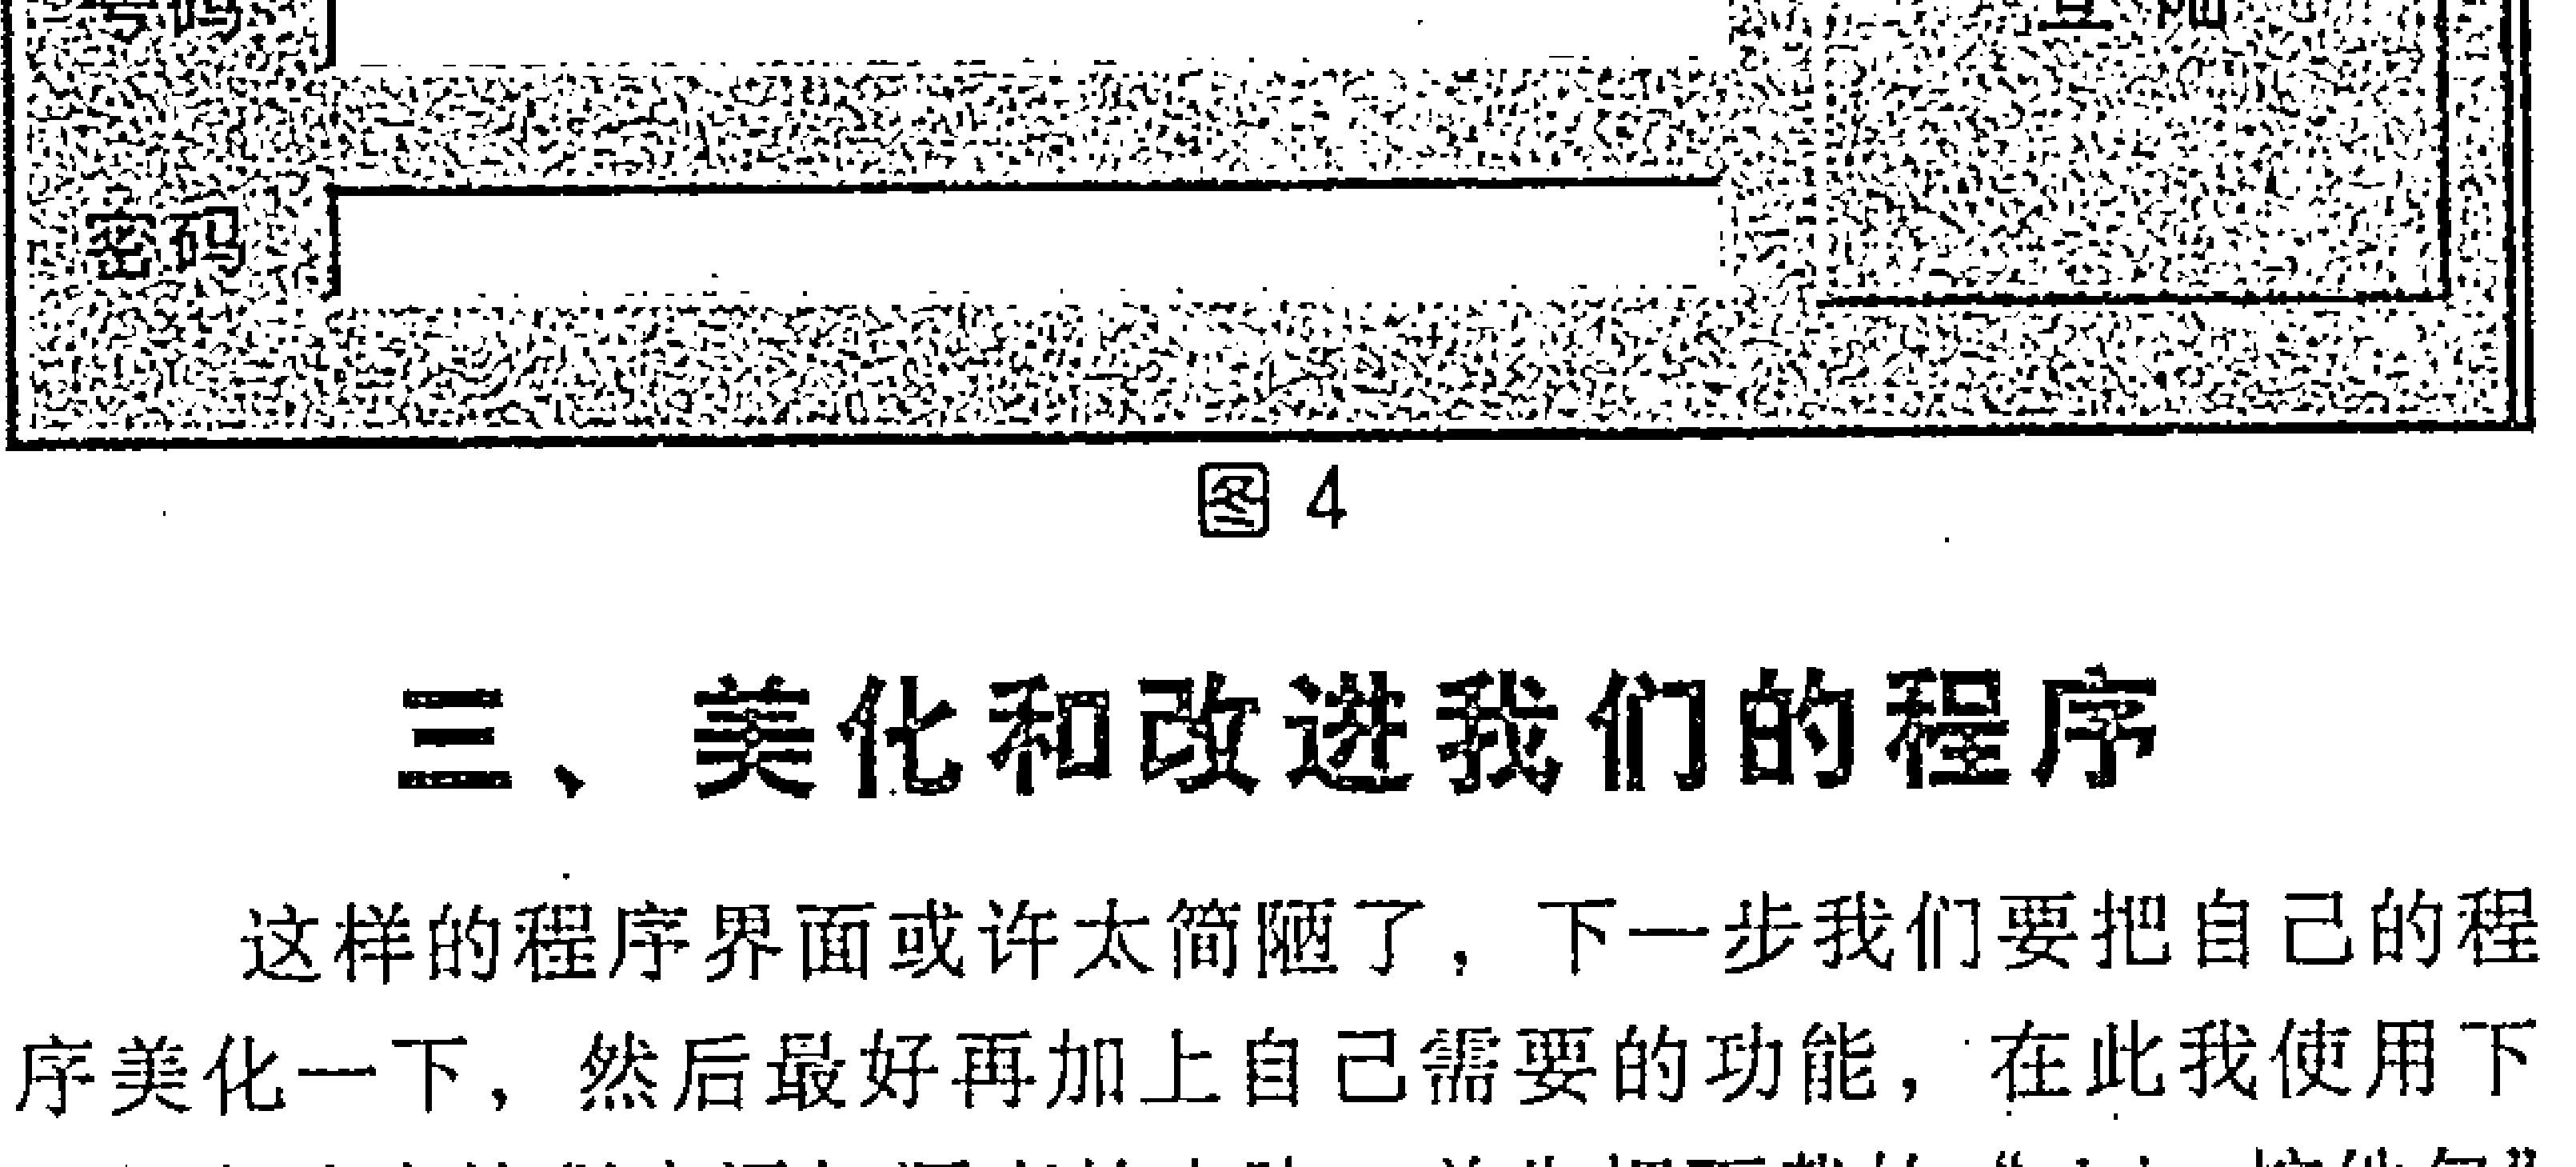 号码
密码
图 4
三、美化和改进我们的程序
这样的程序界面或许太简陋了，下一步我们要把自己的程
序美化一下，然后最好再加上自己需要的功能，在此我使用下